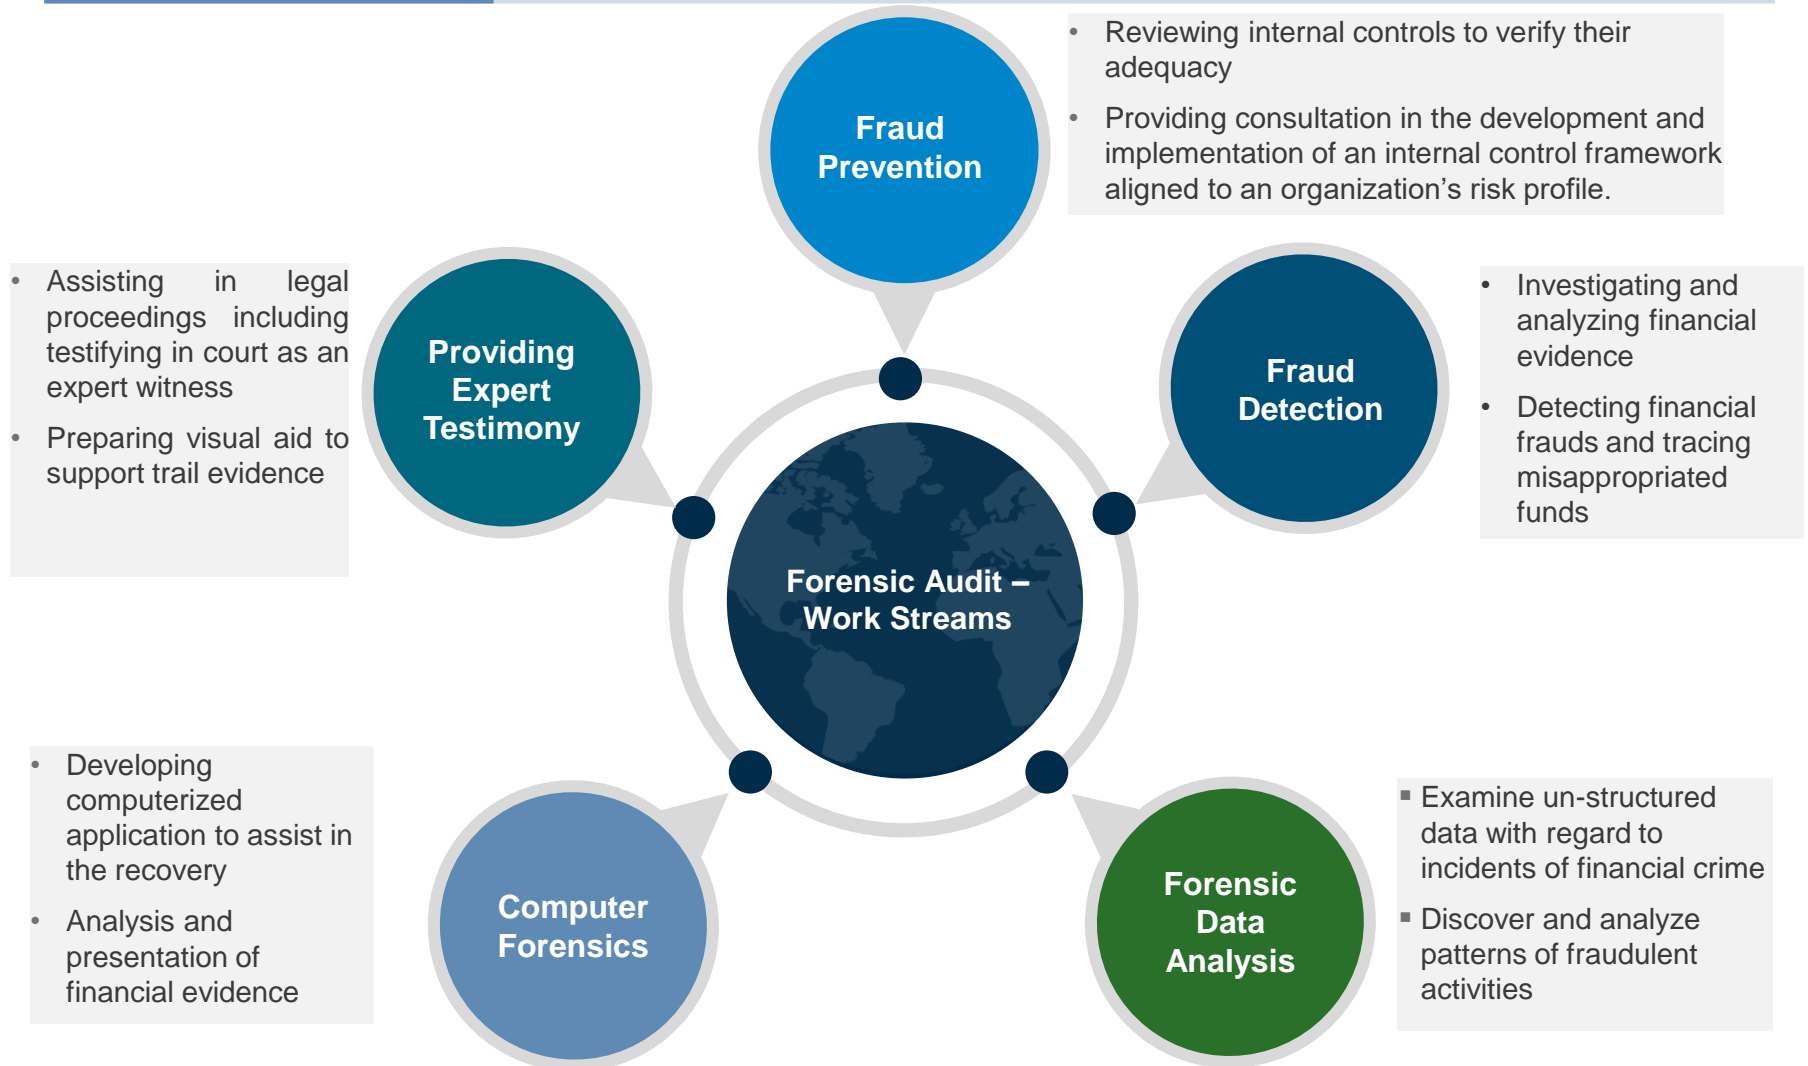 • Reviewing internal controls to verify their
adequacy
• Providing consultation in the development and
implementation of an internal control framework
aligned to an organization’s risk profile.
Fraud
Prevention
• Assisting in legal
proceedings including
testifying in court as an
expert witness
• Preparing visual aid to
support trail evidence
Providing
Expert
Testimony
Fraud
Detection
• Investigating and
analyzing financial
evidence
• Detecting financial
frauds and tracing
misappropriated
funds
Forensic Audit –
Work Streams
• Developing
computerized
application to assist in
the recovery
• Analysis and
presentation of
financial evidence
Computer
Forensics
Forensic
Data
Analysis
▪ Examine un-structured
data with regard to
incidents of financial crime
▪ Discover and analyze
patterns of fraudulent
activities